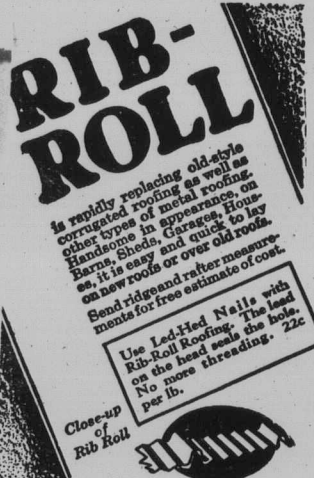 RIB-
ROLL
is rapidly replacing old-style
corrugated roofing as well as
other types of metal roofing.
Handsome in appearance, on
Barns, Sheds, Garages, Hous-
es, it is easy and quick to lay
on new roofs or over old roofs.
Send ridge and rafter measure-
ments for free estimate of cost.
Use Led-Hed Nails with
Rib-Roll Roofing. The lead
on the head seals the hole.
No more threading. 22c
per lb.
Close-up
of
Rib Roll